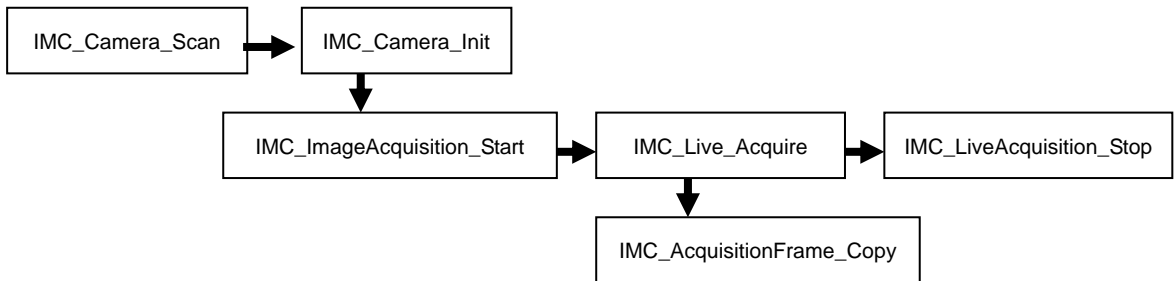 IMC_Camera_Scan
IMC_Camera_Init
IMC_ImageAcquisition_Start
IMC_Live_Acquire
IMC_LiveAcquisition_Stop
IMC_AcquisitionFrame_Copy